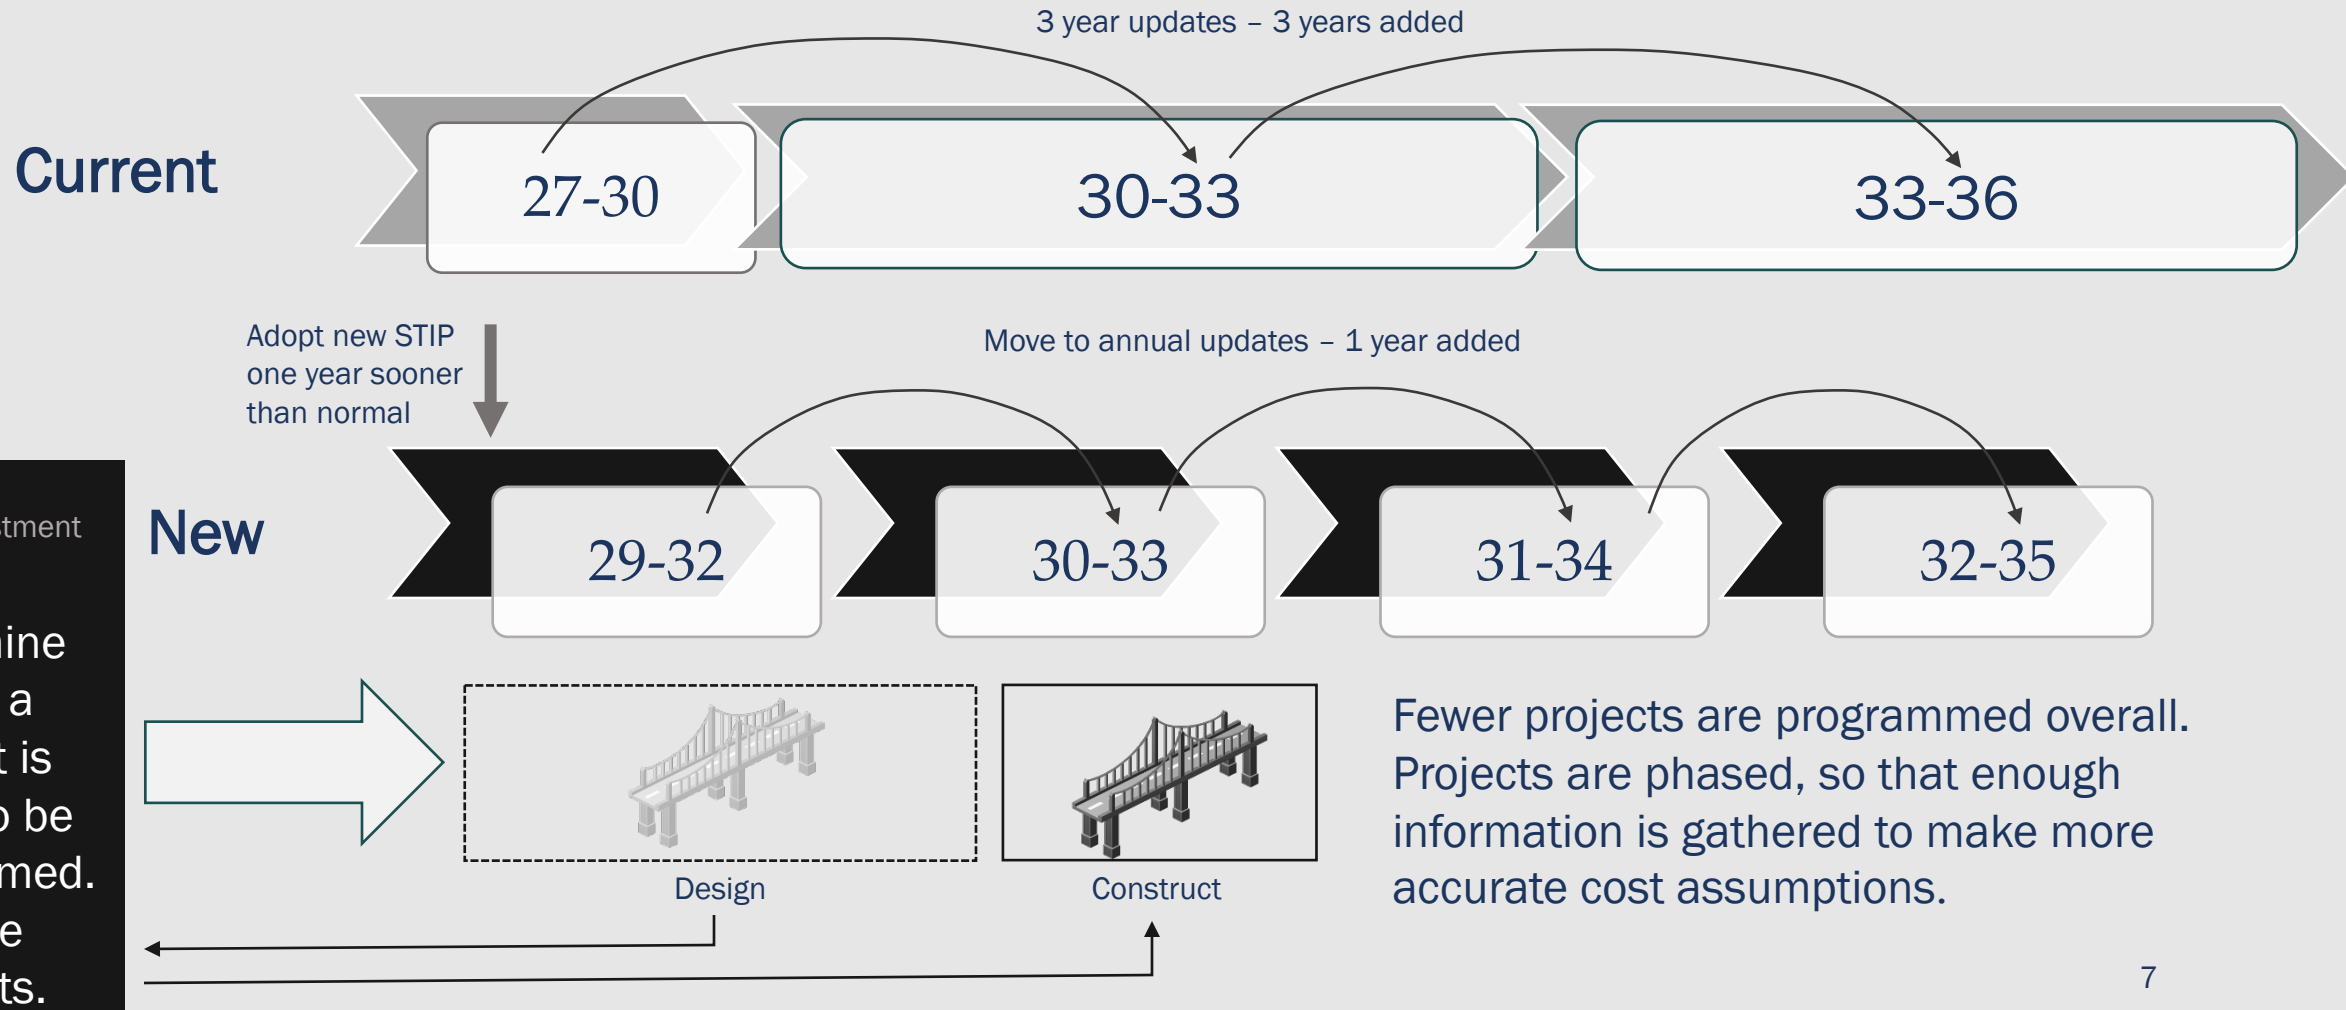 3 year updates – 3 years added
Current
27-30
30-33
33-36
Adopt new STIP
one year sooner
than normal
Move to annual updates – 1 year added
New
29-32
30-33
31-34
32-35
a
is
be
Design
Construct
Fewer projects are programmed overall.
Projects are phased, so that enough
information is gathered to make more
accurate cost assumptions.
7